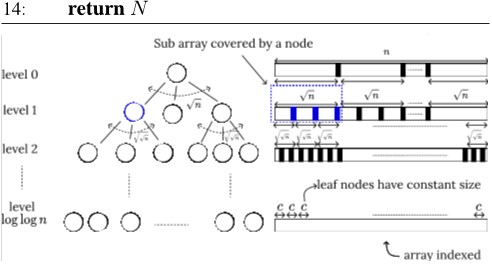 14: return N
Sub array covered by a node
n
level 0
√n √n √n √n
level 1
√n √n √n √n √n √n
level 2
leaf nodes have constant size
level
log log n
c c c c
array indexed